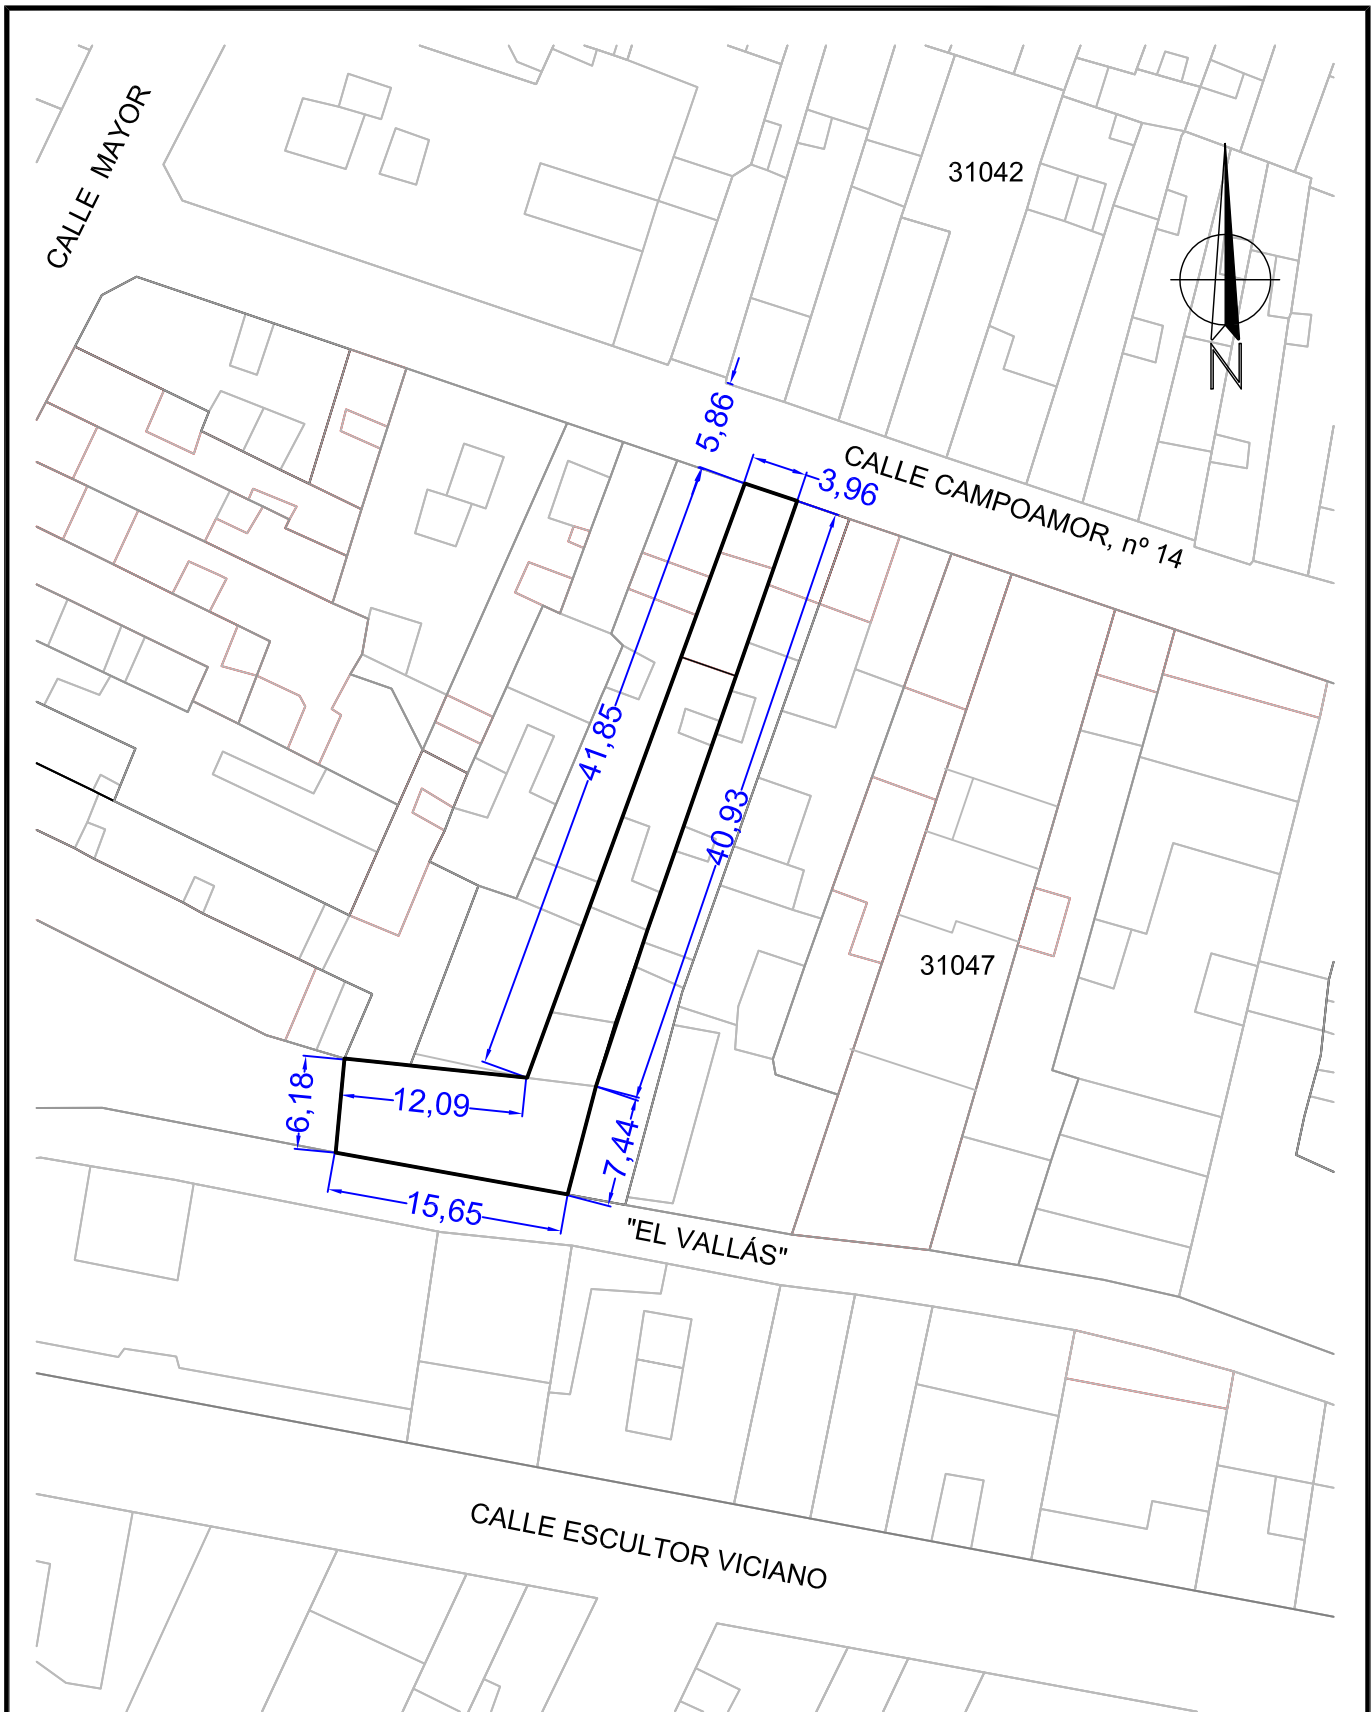 CALLE MAYOR
31042
N
5,86
3,96
CALLE CAMPOAMOR, nº 14
41,85
40,93
31047
6,18
12,09
7,44
15,65
"EL VALLÁS"
CALLE ESCULTOR VICIANO